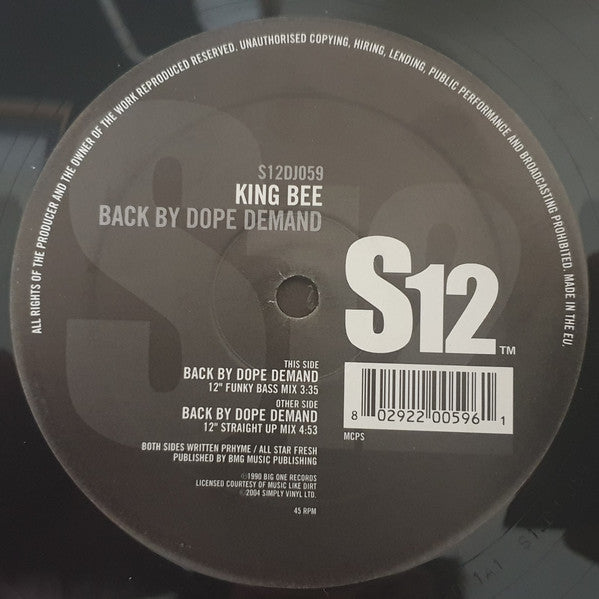 ALL RIGHTS OF THE PRODUCER AND THE OWNER OF THE WORK REPRODUCED RESERVED. UNAUTHORISED COPYING, HIRING, LENDING, PUBLIC PERFORMANCE AND BROADCASTING PROHIBITED. MADE IN THE EU.
S12DJ059
KING BEE
BACK BY DOPE DEMAND
S12™
THIS SIDE
BACK BY DOPE DEMAND
12" FUNKY BASS MIX 3:35
OTHER SIDE
BACK BY DOPE DEMAND
12" STRAIGHT UP MIX 4:53
8 02922 00596 1
MCPS
BOTH SIDES WRITTEN PRHYME / ALL STAR FRESH
PUBLISHED BY BMG MUSIC PUBLISHING
℗1990 BIG ONE RECORDS
LICENSED COURTESY OF MUSIC LIKE DIRT
©2004 SIMPLY VINYL LTD.
45 RPM
S12